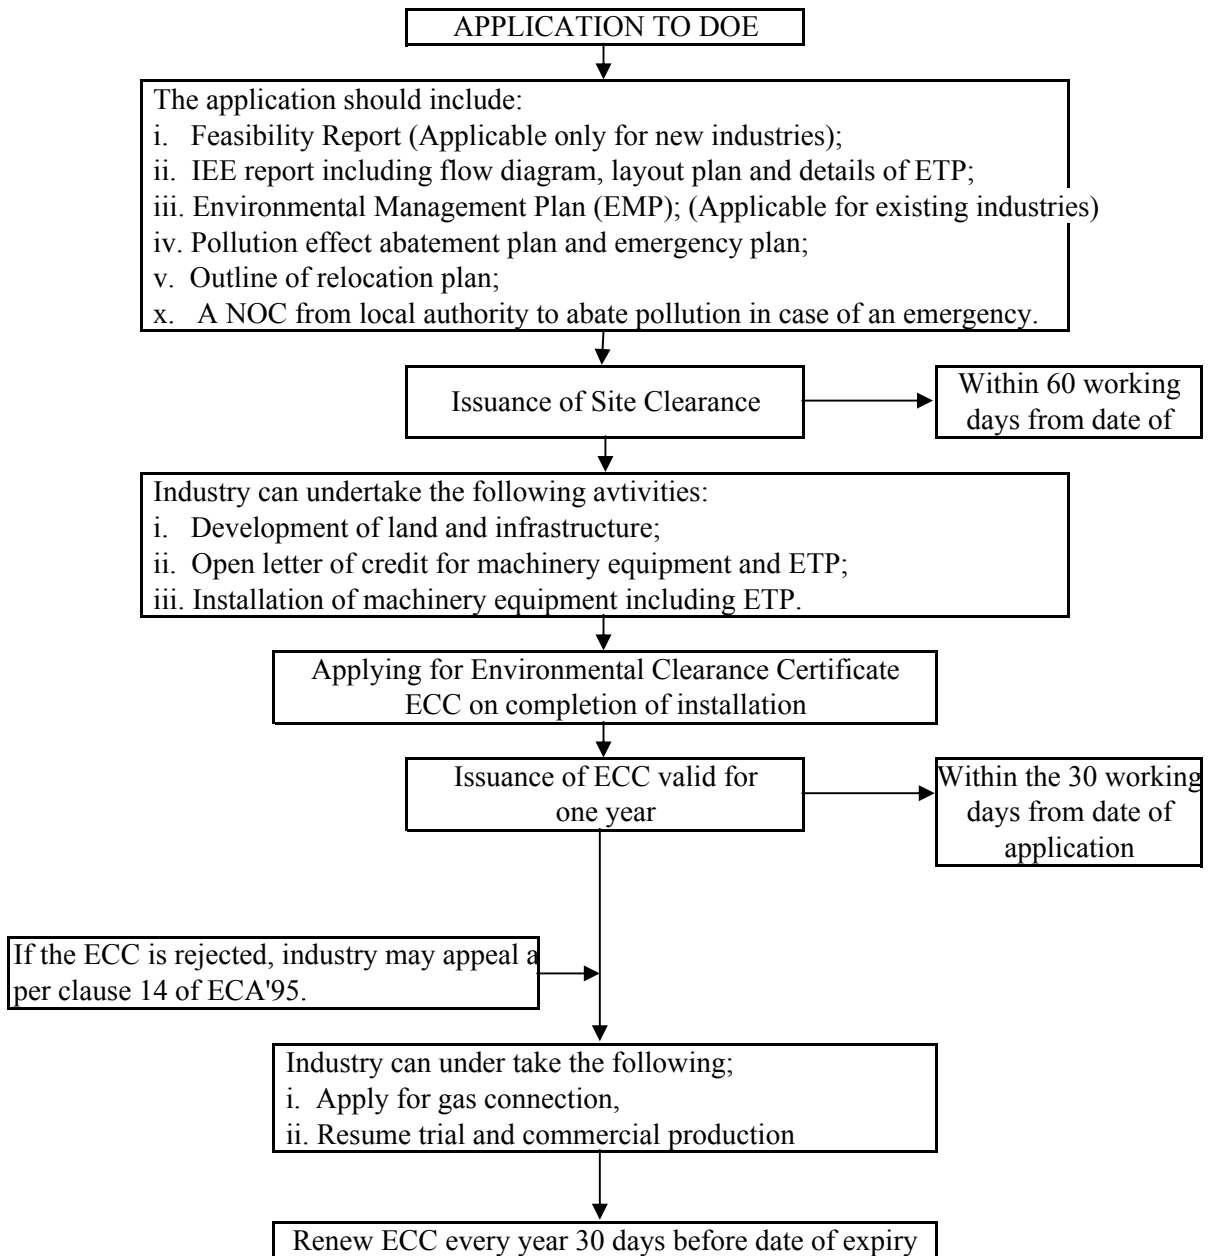 APPLICATION TO DOE
The application should include:
i. Feasibility Report (Applicable only for new industries);
ii. IEE report including flow diagram, layout plan and details of ETP;
iii. Environmental Management Plan (EMP); (Applicable for existing industries)
iv. Pollution effect abatement plan and emergency plan;
v. Outline of relocation plan;
x. A NOC from local authority to abate pollution in case of an emergency.
Issuance of Site Clearance
Within 60 working
days from date of
Industry can undertake the following avtivities:
i. Development of land and infrastructure;
ii. Open letter of credit for machinery equipment and ETP;
iii. Installation of machinery equipment including ETP.
Applying for Environmental Clearance Certificate
ECC on completion of installation
Issuance of ECC valid for
one year
Within the 30 working
days from date of
application
If the ECC is rejected, industry may appeal a
per clause 14 of ECA'95.
Industry can under take the following;
i. Apply for gas connection,
ii. Resume trial and commercial production
Renew ECC every year 30 days before date of expiry